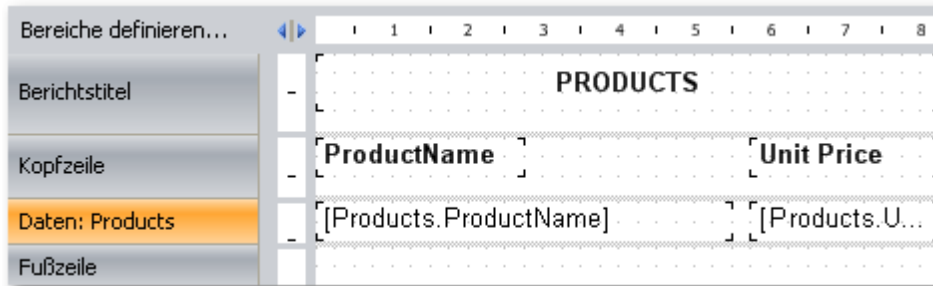 Bereiche definieren... 1 2 3 4 5 6 7 8
Berichtstitel PRODUCTS
Kopfzeile ProductName Unit Price
Daten: Products [Products.ProductName] [Products.U...
Fußzeile